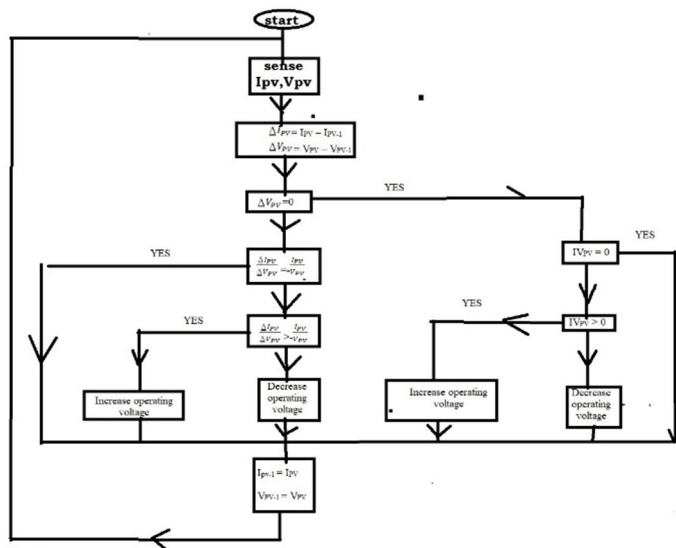 start
sense
Ipv,Vpv
ΔIPV = IPV − IPV-1
ΔVPV = VPV − VPV-1
YES
ΔVPV =0
YES
ΔIPV/ΔVPV = -IPV/VPV
IVPV = 0
YES
YES
IVPV > 0
YES
ΔIPV/ΔVPV > -IPV/VPV
Increase operating
voltage
Decrease
operating
voltage
Increase operating
voltage
Decrease
operating
voltage
IPV-1 = IPV
VPV-1 = VPV